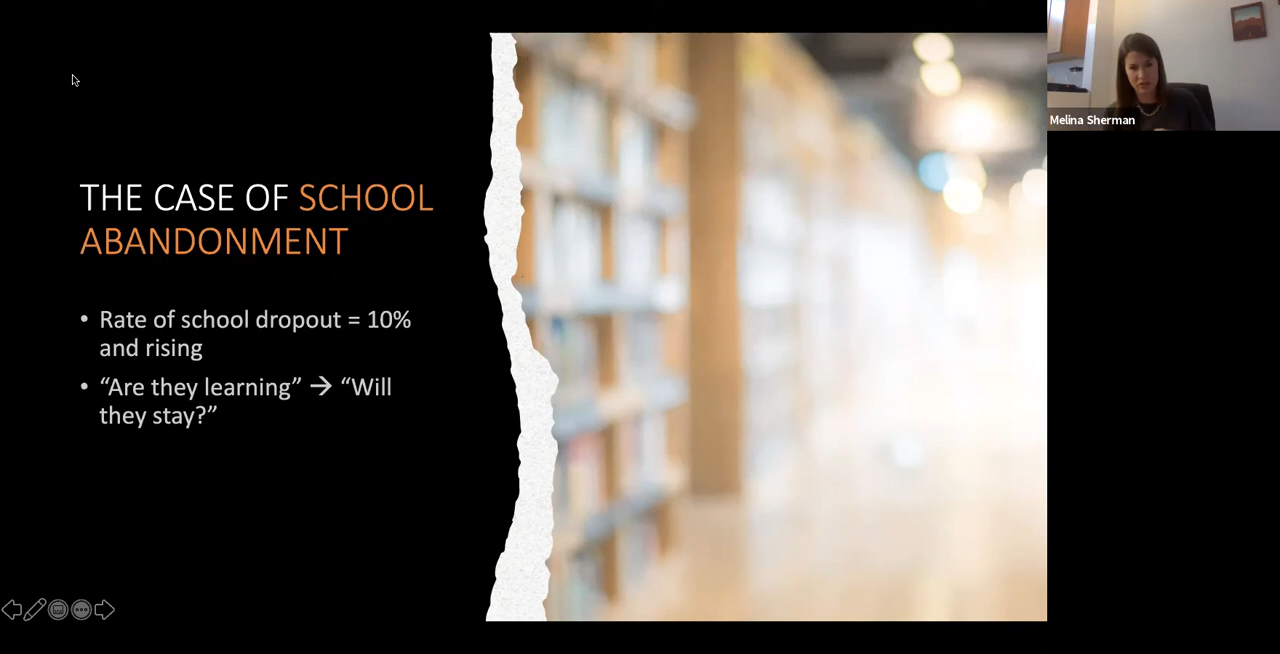 THE CASE OF SCHOOL
ABANDONMENT
• Rate of school dropout = 10%
and rising
• “Are they learning” → “Will
they stay?”
Melina Sherman